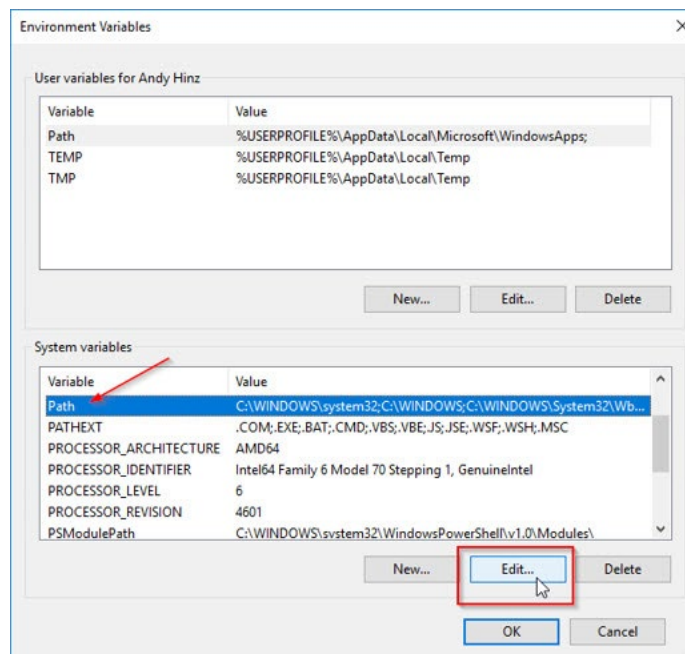 Environment Variables
User variables for Andy Hinz
Variable Value
Path %USERPROFILE%\AppData\Local\Microsoft\WindowsApps;
TEMP %USERPROFILE%\AppData\Local\Temp
TMP %USERPROFILE%\AppData\Local\Temp
New... Edit... Delete
System variables
Variable Value
Path C:\WINDOWS\system32;C:\WINDOWS;C:\WINDOWS\System32\Wb...
PATHEXT .COM;.EXE;.BAT;.CMD;.VBS;.VBE;.JS;.JSE;.WSF;.WSH;.MSC
PROCESSOR_ARCHITECTURE AMD64
PROCESSOR_IDENTIFIER Intel64 Family 6 Model 70 Stepping 1, GenuineIntel
PROCESSOR_LEVEL 6
PROCESSOR_REVISION 4601
PSModulePath C:\WINDOWS\system32\WindowsPowerShell\v1.0\Modules\
New... Edit... Delete
OK Cancel